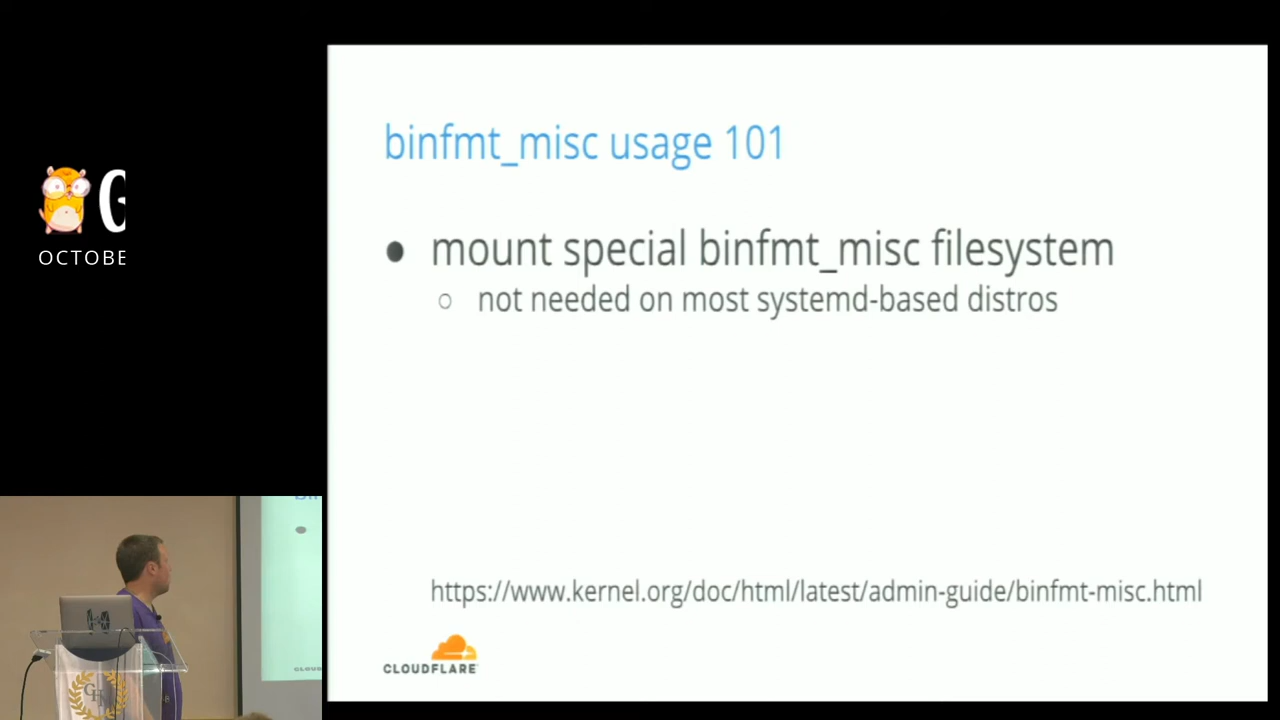 binfmt_misc usage 101
● mount special binfmt_misc filesystem
○ not needed on most systemd-based distros
https://www.kernel.org/doc/html/latest/admin-guide/binfmt-misc.html
CLOUDFLARE
G
OCTOBE
CLOUD